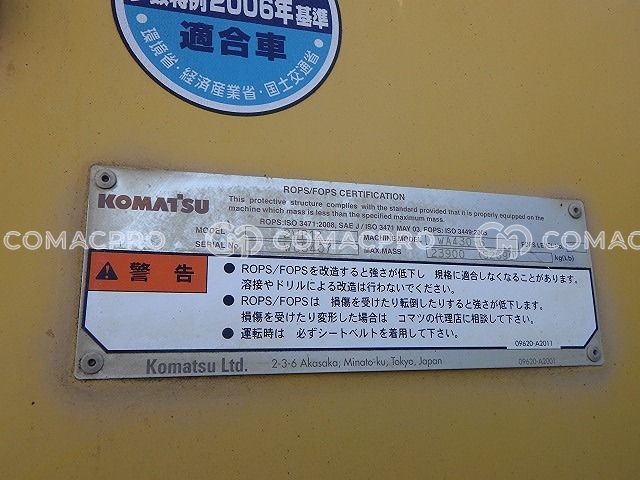 少数特例2006年基準
適合車
・環境省・経済産業省・国土交通省・
KOMATSU
ROPS/FOPS CERTIFICATION
This protective structure complies with the standard provided that it is properly equipped on the
machine which mass is less than the specified maximum mass.
ROPS: ISO 3471:2008, SAE J / ISO 3471 MAY 03, FOPS: ISO 3449:2005
MODEL
MACHINE MODEL WA430
SERIAL No.
MAX.MASS 23900 kg(Lb)
COMACPRO COMACPRO COMACPRO
警告
● ROPS/FOPSを改造すると強さが低下し 規格に適合しなくなることがあります。
溶接やドリルによる改造は行わないでください。
● ROPS/FOPSは 損傷を受けたり転倒したりすると強さが低下します。
損傷を受けたり変形した場合は コマツの代理店に相談して下さい。
● 運転時は 必ずシートベルトを着用して下さい。
09620-A2011
Komatsu Ltd. 2-3-6 Akasaka, Minato-ku, Tokyo, Japan
09620-A2001